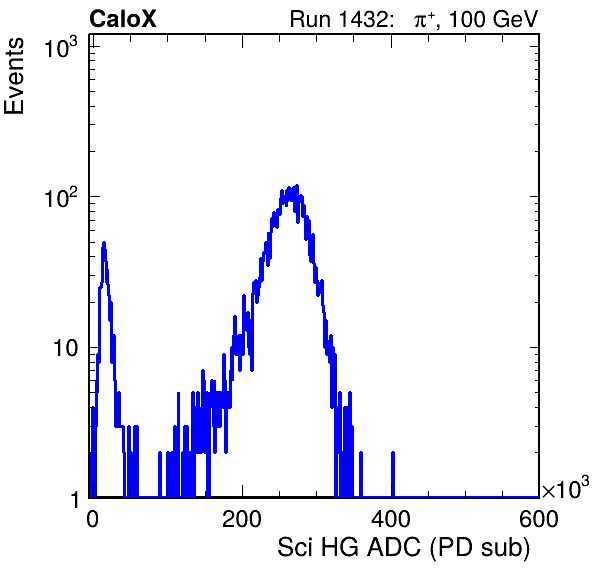 CaloX Run 1432: π⁺, 100 GeV
Events
10³
10²
10
1
0 200 400 600
×10³
Sci HG ADC (PD sub)